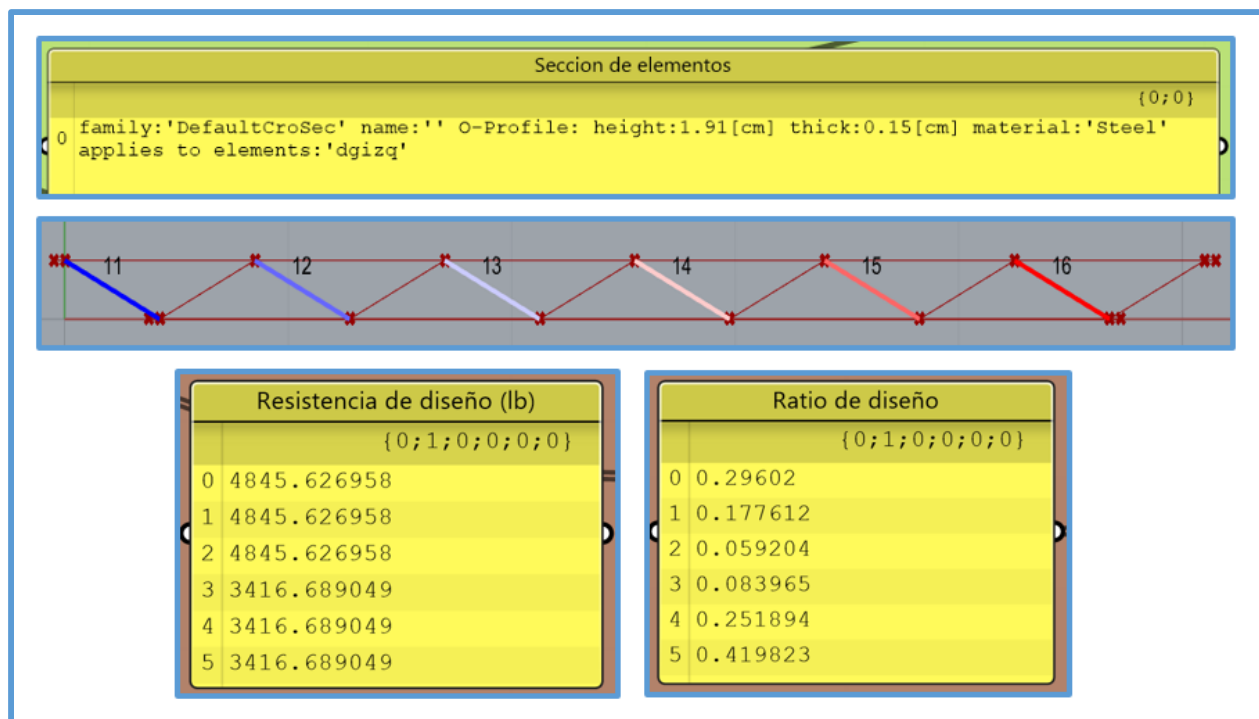 Seccion de elementos
{0;0}
0 family:'DefaultCroSec' name:'' O-Profile: height:1.91[cm] thick:0.15[cm] material:'Steel'
applies to elements:'dgizq'
11 12 13 14 15 16
Resistencia de diseño (lb)
{0;1;0;0;0;0}
0 4845.626958
1 4845.626958
2 4845.626958
3 3416.689049
4 3416.689049
5 3416.689049
Ratio de diseño
{0;1;0;0;0;0}
0 0.29602
1 0.177612
2 0.059204
3 0.083965
4 0.251894
5 0.419823